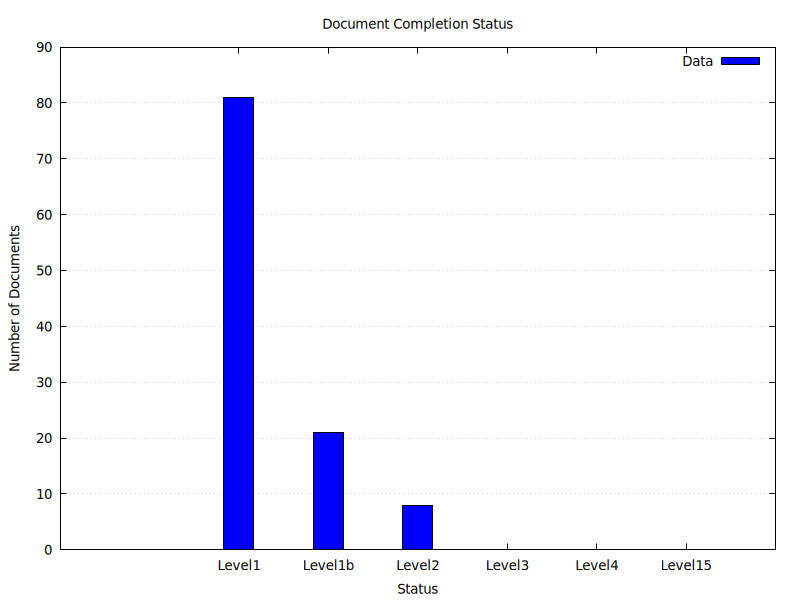 Document Completion Status
Data
90
80
70
60
50
40
30
20
10
0
Number of Documents
Level1 Level1b Level2 Level3 Level4 Level15
Status